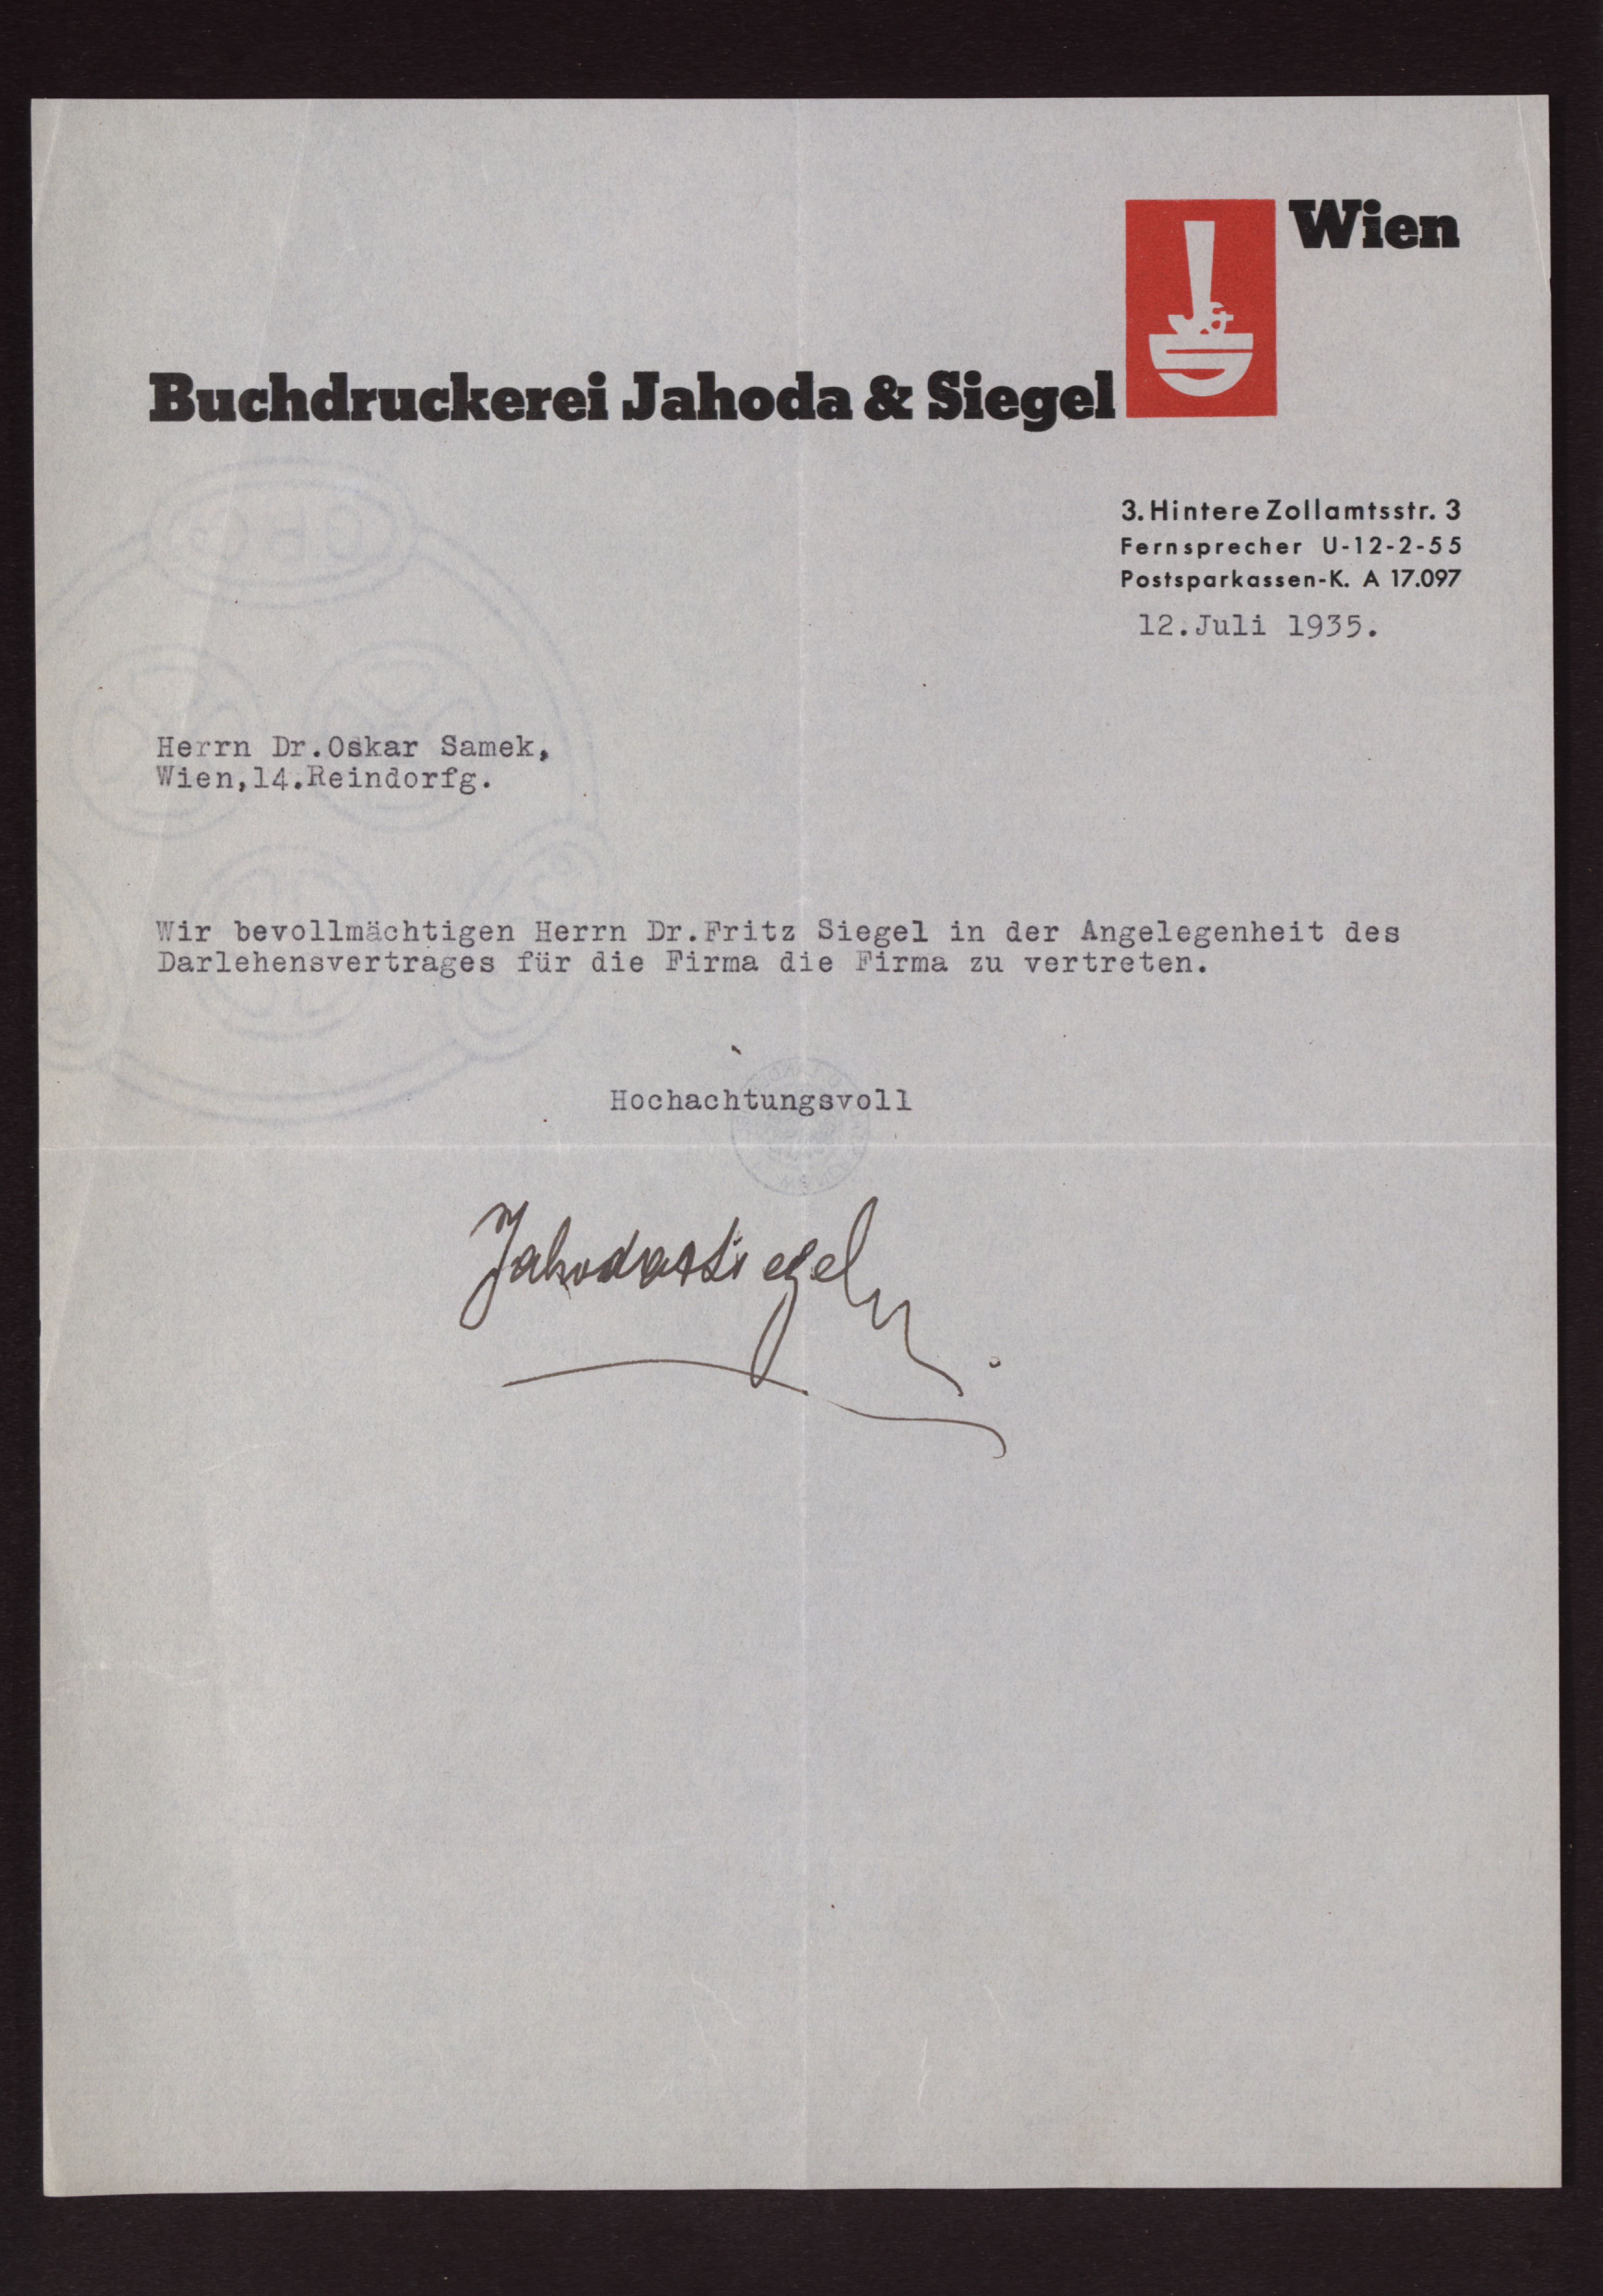 Wien
Buchdruckerei Jahoda & Siegel
3. Hintere Zollamtsstr. 3
Fernsprecher U-12-2-55
Postsparkassen-K. A 17.097
12.Juli 1935.
Herrn Dr.Oskar Samek,
Wien,14.Reindorfg.
Wir bevollmächtigen Herrn Dr.Fritz Siegel in der Angelegenheit des
Darlehensvertrages für die Firma die Firma zu vertreten.
Hochachtungsvoll
Jahoda & Siegel